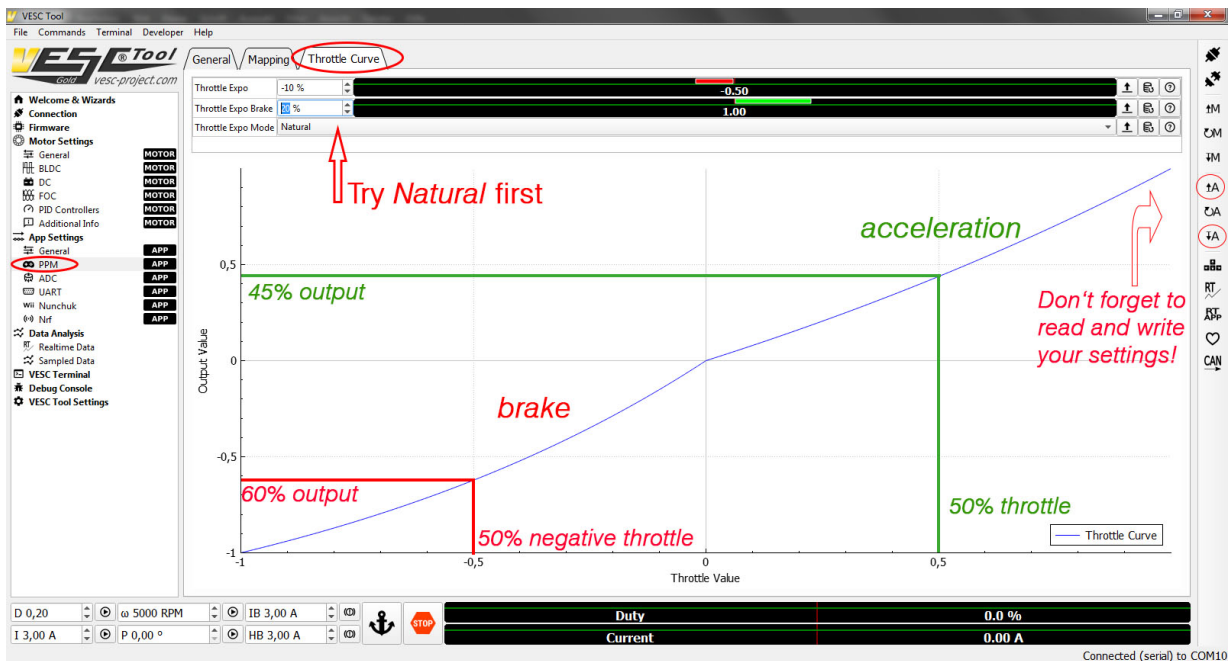 VESC Tool
File Commands Terminal Developer Help
VESC® Tool
Gold vesc-project.com
General Mapping Throttle Curve
Throttle Expo -10 % -0.50
Throttle Expo Brake 20 % 1.00
Throttle Expo Mode Natural
Welcome & Wizards
Connection
Firmware
Motor Settings
General MOTOR
BLDC MOTOR
DC MOTOR
FOC MOTOR
PID Controllers MOTOR
Additional Info MOTOR
App Settings
General APP
PPM APP
ADC APP
UART APP
Wii Nunchuk APP
Nrf APP
Data Analysis
RT Realtime Data
Sampled Data
VESC Terminal
Debug Console
VESC Tool Settings
Try Natural first
acceleration
45% output
Don't forget to
read and write
your settings!
brake
60% output
50% negative throttle
50% throttle
Throttle Curve
Output Value
0,5
0
-0,5
-1
-1 -0,5 0 0,5
Throttle Value
M
M
M
A
A
A
RT
RT
APP
CAN
D 0,20 ω 5000 RPM IB 3,00 A
I 3,00 A P 0,00 ° HB 3,00 A
STOP
Duty 0.0 %
Current 0.00 A
Connected (serial) to COM10